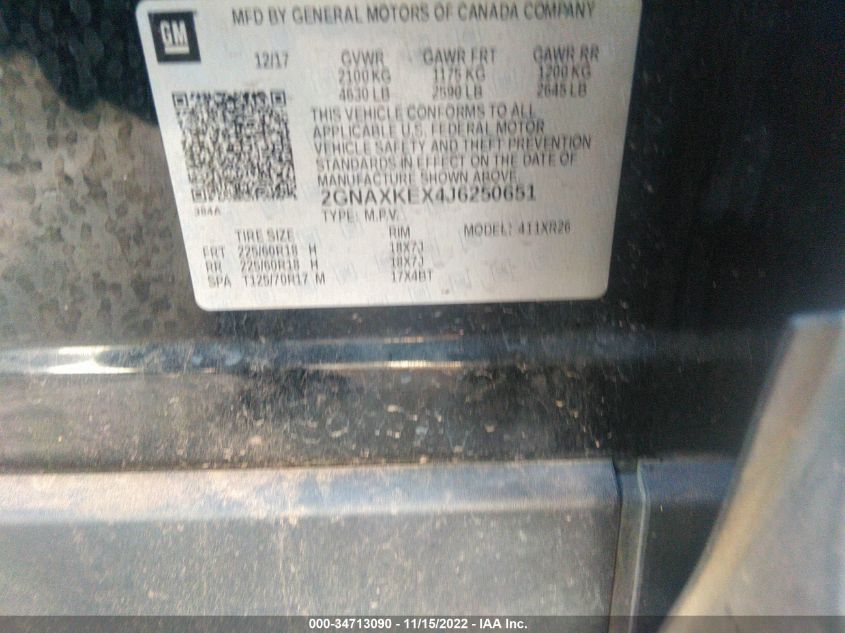 GM
MFD BY GENERAL MOTORS OF CANADA COMPANY
12/17 GVWR GAWR FRT GAWR RR
2100 KG 1175 KG 1200 KG
4630 LB 2590 LB 2645 LB
THIS VEHICLE CONFORMS TO ALL
APPLICABLE U.S. FEDERAL MOTOR
VEHICLE SAFETY AND THEFT PREVENTION
STANDARDS IN EFFECT ON THE DATE OF
MANUFACTURE SHOWN ABOVE.
384A
2GNAXKEX4J6250651
TYPE: M.P.V. MODEL: 411XR26
TIRE SIZE RIM
FRT 225/60R18 H 18X7J
RR 225/60R18 H 18X7J
SPA T125/70R17 M 17X4BT
000-34713090 - 11/15/2022 - IAA Inc.